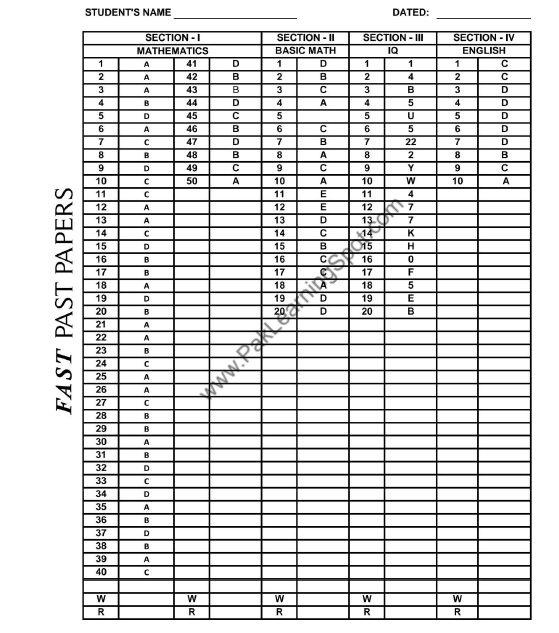 STUDENT'S NAME DATED:
SECTION - I SECTION - II SECTION - III SECTION - IV
MATHEMATICS BASIC MATH IQ ENGLISH
1 A 41 D 1 D 1 1 1 C
2 A 42 B 2 B 2 4 2 C
3 A 43 B 3 C 3 B 3 D
4 B 44 D 4 A 4 5 4 D
5 D 45 C 5 5 U 5 D
6 A 46 B 6 C 6 5 6 D
7 C 47 D 7 B 7 22 7 D
8 B 48 B 8 A 8 2 8 B
9 D 49 C 9 C 9 Y 9 C
10 C 50 A 10 A 10 W 10 A
11 C 11 E 11 4
12 A 12 E 12 7
13 A 13 D 13 7
14 C 14 C 14 K
15 D 15 B 15 H
16 B 16 C 16 0
17 B 17 C 17 F
18 A 18 A 18 5
19 D 19 D 19 E
20 B 20 D 20 B
21 A
22 A
23 B
24 C
25 A
26 A
27 C
28 B
29 B
30 A
31 B
32 D
33 C
34 D
35 A
36 B
37 D
38 B
39 A
40 C
W W W W W
R R R R R
FAST PAST PAPERS
www.PakLearningSpot.com